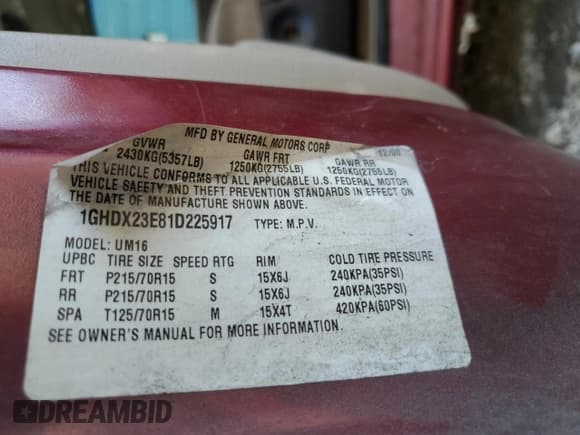 MFD BY GENERAL MOTORS CORP
12/00
GVWR GAWR FRT GAWR RR
2430KG(5357LB) 1250KG(2755LB) 1250KG(2755LB)
THIS VEHICLE CONFORMS TO ALL APPLICABLE U.S. FEDERAL MOTOR
VEHICLE SAFETY AND THEFT PREVENTION STANDARDS IN EFFECT ON
THE DATE OF MANUFACTURE SHOWN ABOVE.
1GHDX23E81D225917 TYPE: M.P.V.
MODEL: UM16
UPBC TIRE SIZE SPEED RTG RIM COLD TIRE PRESSURE
FRT P215/70R15 S 15X6J 240KPA(35PSI)
RR P215/70R15 S 15X6J 240KPA(35PSI)
SPA T125/70R15 M 15X4T 420KPA(60PSI)
SEE OWNER'S MANUAL FOR MORE INFORMATION.
DREAMBID